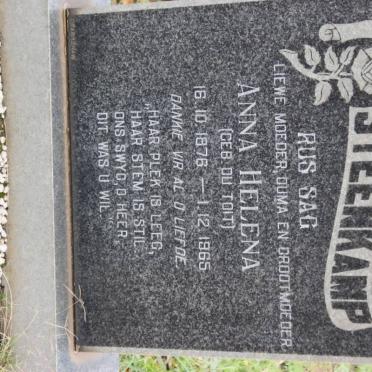 STEENKAMP
RUS SAG
LIEWE MOEDER, OUMA EN GROOTMOEDER
ANNA HELENA
(GEB. DU TOIT)
16.10.1876 — 1.12.1965
DANKIE VIR AL U LIEFDE.
„HAAR PLEK IS LEEG,
HAAR STEM IS STIL.
ONS SWYG, O HEER
DIT WAS U WIL.